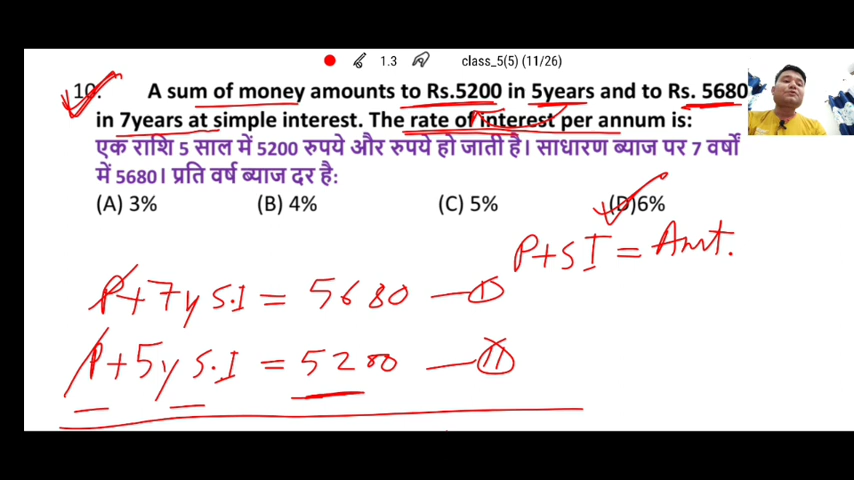 1.3 class_5(5) (11/26)
10. A sum of money amounts to Rs.5200 in 5years and to Rs. 5680
in 7years at simple interest. The rate of interest per annum is:
एक राशि 5 साल में 5200 रुपये और रुपये हो जाती है। साधारण ब्याज पर 7 वर्षों
में 5680। प्रति वर्ष ब्याज दर है:
(A) 3% (B) 4% (C) 5% (D)6%
P+SI = Amt.
P+7y S.I = 5680 — I
P+5y S.I = 5200 — II